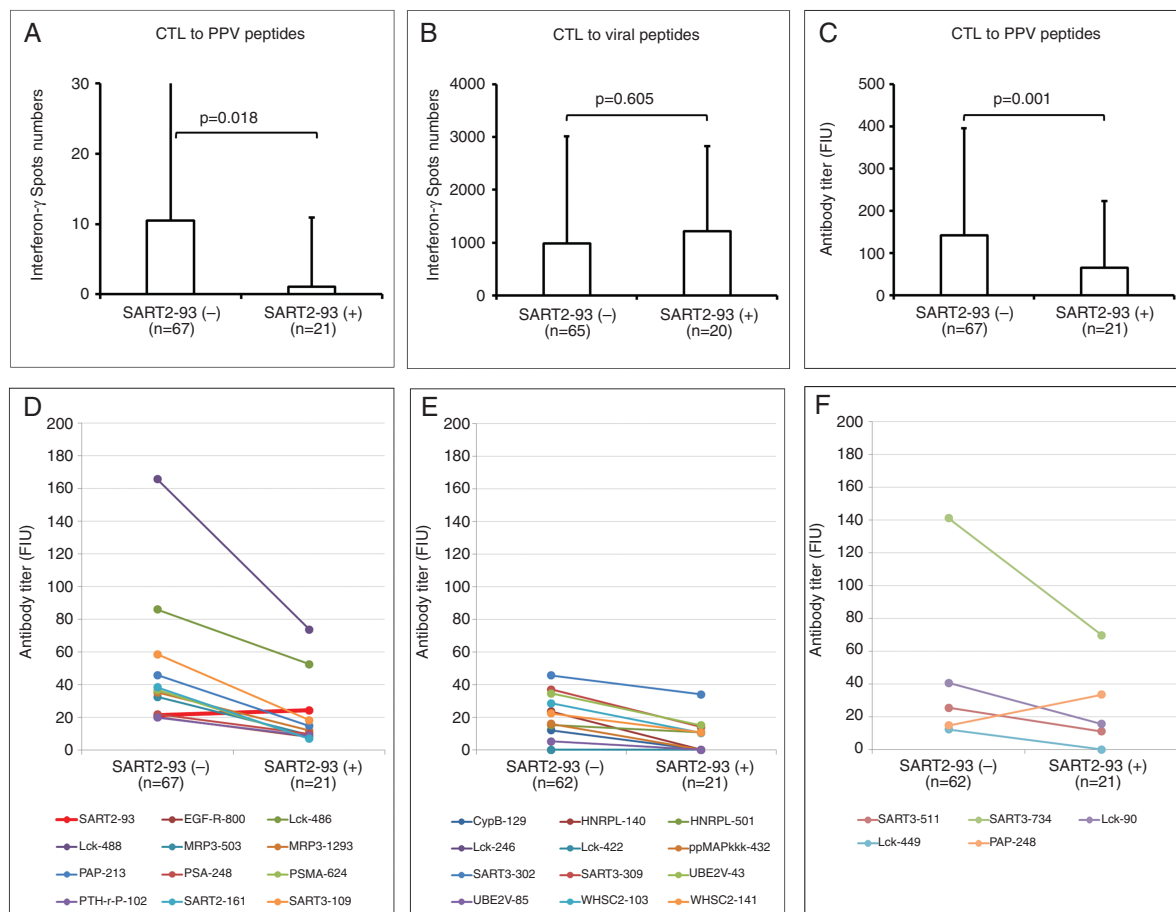 A
CTL to PPV peptides
Interferon-γ Spots numbers
30
20
10
0
p=0.018
SART2-93 (–)
(n=67)
SART2-93 (+)
(n=21)
B
CTL to viral peptides
Interferon-γ Spots numbers
4000
3000
2000
1000
0
p=0.605
SART2-93 (–)
(n=65)
SART2-93 (+)
(n=20)
C
CTL to PPV peptides
Antibody titer (FIU)
500
400
300
200
100
0
p=0.001
SART2-93 (–)
(n=67)
SART2-93 (+)
(n=21)
D
Antibody titer (FIU)
200
180
160
140
120
100
80
60
40
20
0
SART2-93 (–)
(n=67)
SART2-93 (+)
(n=21)
SART2-93
EGF-R-800
Lck-486
Lck-488
MRP3-503
MRP3-1293
PAP-213
PSA-248
PSMA-624
PTH-r-P-102
SART2-161
SART3-109
E
Antibody titer (FIU)
200
180
160
140
120
100
80
60
40
20
0
SART2-93 (–)
(n=62)
SART2-93 (+)
(n=21)
CypB-129
HNRPL-140
HNRPL-501
Lck-246
Lck-422
ppMAPkkk-432
SART3-302
SART3-309
UBE2V-43
UBE2V-85
WHSC2-103
WHSC2-141
F
Antibody titer (FIU)
200
180
160
140
120
100
80
60
40
20
0
SART2-93 (–)
(n=62)
SART2-93 (+)
(n=21)
SART3-511
SART3-734
Lck-90
Lck-449
PAP-248